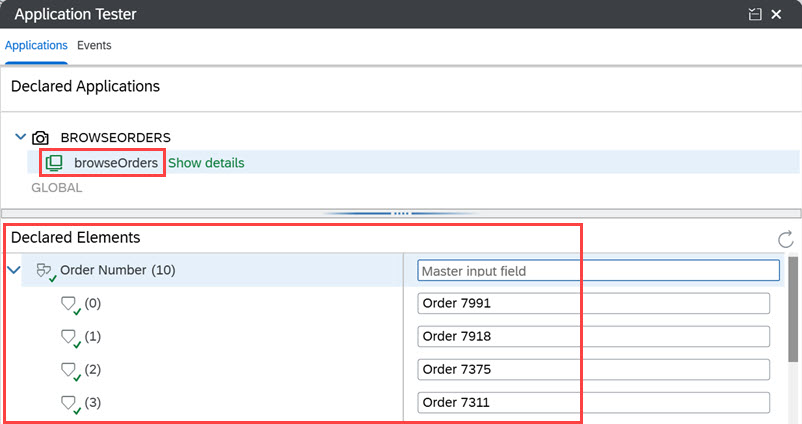 Application Tester
Applications Events
Declared Applications
BROWSEORDERS
browseOrders Show details
GLOBAL
Declared Elements
Order Number (10) Master input field
(0) Order 7991
(1) Order 7918
(2) Order 7375
(3) Order 7311